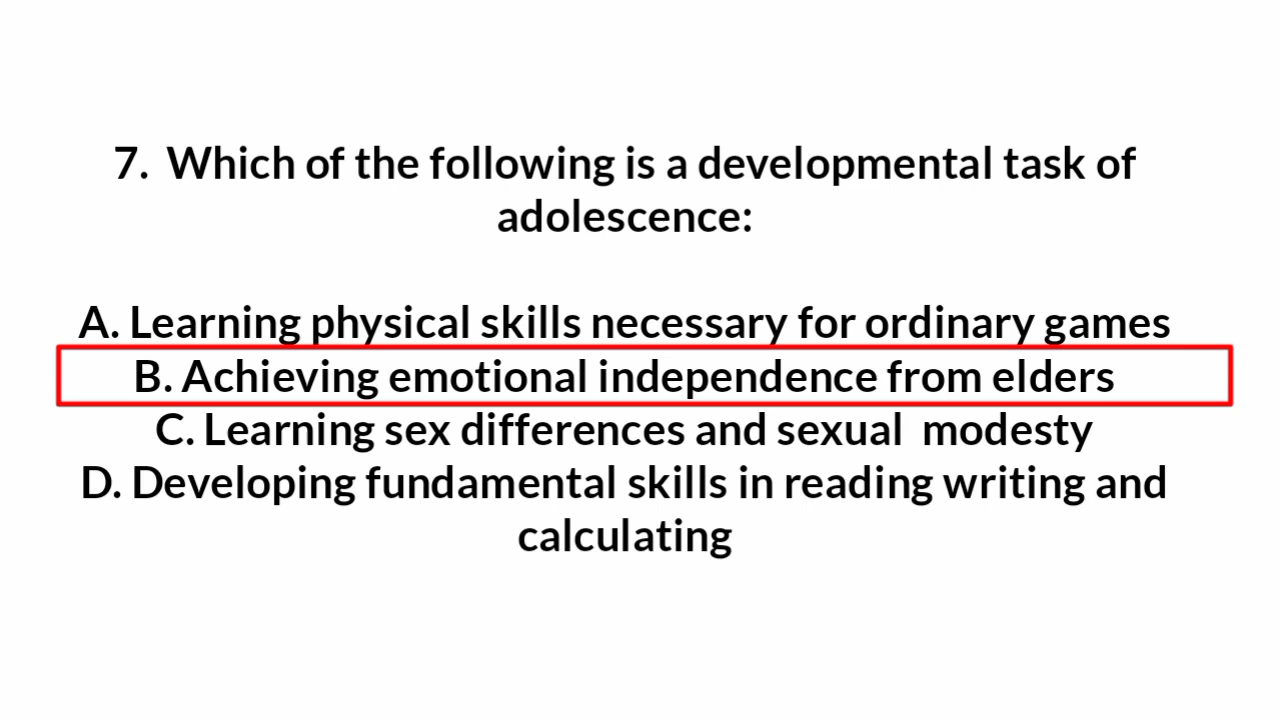 7. Which of the following is a developmental task of
adolescence:
A. Learning physical skills necessary for ordinary games
B. Achieving emotional independence from elders
C. Learning sex differences and sexual modesty
D. Developing fundamental skills in reading writing and
calculating